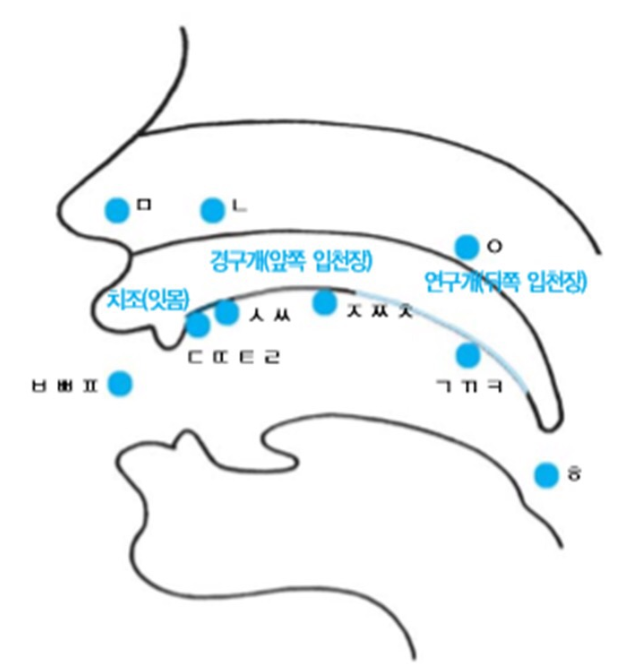 ㅁ
ㄴ
ㅇ
경구개(앞쪽 입천장)
연구개(뒤쪽 입천장)
치조(잇몸)
ㅅ ㅆ
ㅈ ㅉ ㅊ
ㄷ ㄸ ㅌ ㄹ
ㅂ ㅃ ㅍ
ㄱ ㄲ ㅋ
ㅎ